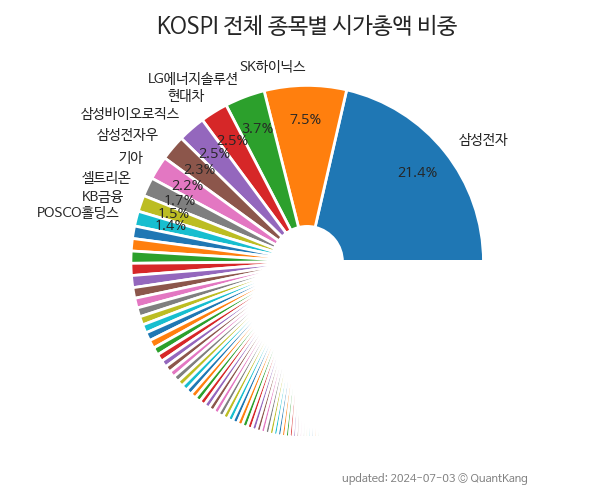 KOSPI 전체 종목별 시가총액 비중
SK하이닉스
LG에너지솔루션
현대차
삼성바이오로직스
삼성전자우
기아
셀트리온
KB금융
POSCO홀딩스
삼성전자
21.4%
7.5%
3.7%
2.5%
2.5%
2.3%
2.2%
1.7%
1.5%
1.4%
updated: 2024-07-03 © QuantKang